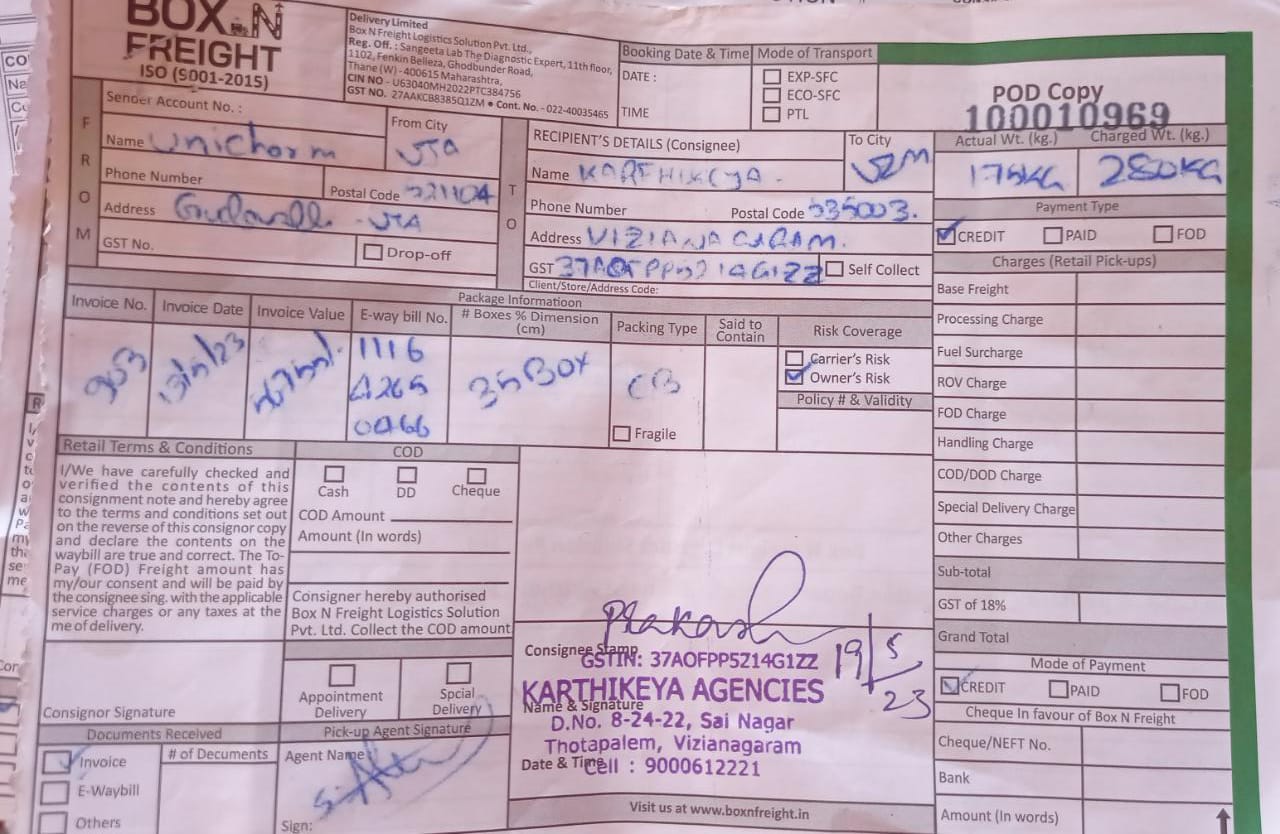 BOX N
FREIGHT
ISO (9001-2015)
Delivery Limited
Box N Freight Logistics Solution Pvt. Ltd.,
Reg. Off. : Sangeeta Lab The Diagnostic Expert, 11th floor,
1102, Fenkin Belleza, Ghodbunder Road,
Thane (W) - 400615 Maharashtra,
CIN NO - U63040MH2022PTC384756
GST NO. 27AAKCB8385Q1ZM • Cont. No. - 022-40035465
Booking Date & Time
DATE :
TIME
Mode of Transport
EXP-SFC
ECO-SFC
PTL
POD Copy
100010969
FROM
Sender Account No. :
Name Unicharm
From City VJA
Phone Number
Postal Code 521104
Address Gudavalli - VJA
GST No.
Drop-off
TO
RECIPIENT'S DETAILS (Consignee)
To City VZM
Name KARTHIKEYA.
Phone Number
Postal Code 535003.
Address VIZIANAGARAM.
GST 37AOFPP5214G1ZZ
Self Collect
Client/Store/Address Code:
Actual Wt. (kg.)
Charged Wt. (kg.)
175KG
280KG
Payment Type
CREDIT
PAID
FOD
Charges (Retail Pick-ups)
Base Freight
Processing Charge
Fuel Surcharge
ROV Charge
FOD Charge
Handling Charge
COD/DOD Charge
Special Delivery Charge
Other Charges
Sub-total
GST of 18%
Grand Total
Mode of Payment
CREDIT
PAID
FOD
Cheque In favour of Box N Freight
Cheque/NEFT No.
Bank
Amount (In words)
Package Informatioon
Invoice No.
Invoice Date
Invoice Value
E-way bill No.
# Boxes % Dimension
(cm)
Packing Type
Said to
Contain
Risk Coverage
953
13/5/23
1116
4265
0466
35 BOX
CB
Fragile
Carrier's Risk
Owner's Risk
Policy # & Validity
Retail Terms & Conditions
I/We have carefully checked and
verified the contents of this
consignment note and hereby agree
to the terms and conditions set out
on the reverse of this consignor copy
and declare the contents on the
waybill are true and correct. The To-
Pay (FOD) Freight amount has
my/our consent and will be paid by
the consignee sing. with the applicable
service charges or any taxes at the
me of delivery.
Consignor Signature
COD
Cash
DD
Cheque
COD Amount
Amount (In words)
Consigner hereby authorised
Box N Freight Logistics Solution
Pvt. Ltd. Collect the COD amount
Appointment
Delivery
Spcial
Delivery
Documents Received
Invoice
E-Waybill
Others
# of Documents
Pick-up Agent Signature
Agent Name
Sign:
Prakash
19/5/23
Consignee Stamp
GSTIN: 37AOFPP5214G1ZZ
KARTHIKEYA AGENCIES
Name & Signature
D.No. 8-24-22, Sai Nagar
Thotapalem, Vizianagaram
Date & Time
Cell : 9000612221
Visit us at www.boxnfreight.in